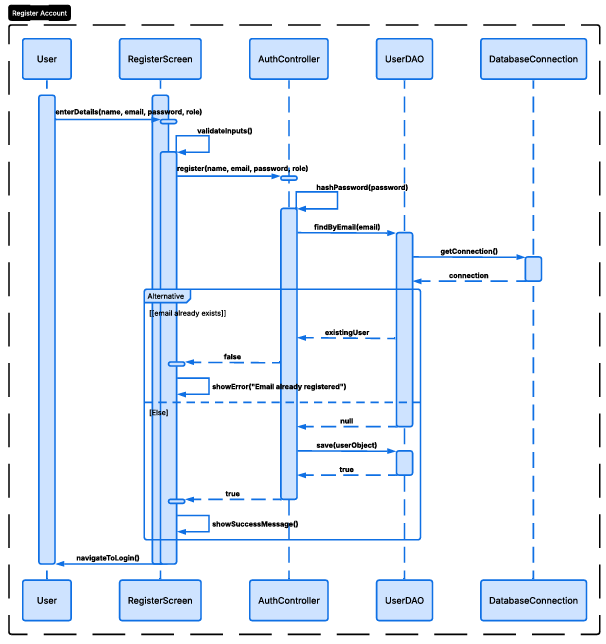 Register Account
User
RegisterScreen
AuthController
UserDAO
DatabaseConnection
enterDetails(name, email, password, role)
validateInputs()
register(name, email, password, role)
hashPassword(password)
findByEmail(email)
getConnection()
connection
Alternative
[[email already exists]]
existingUser
false
showError("Email already registered")
[Else]
null
save(userObject)
true
true
showSuccessMessage()
navigateToLogin()
User
RegisterScreen
AuthController
UserDAO
DatabaseConnection